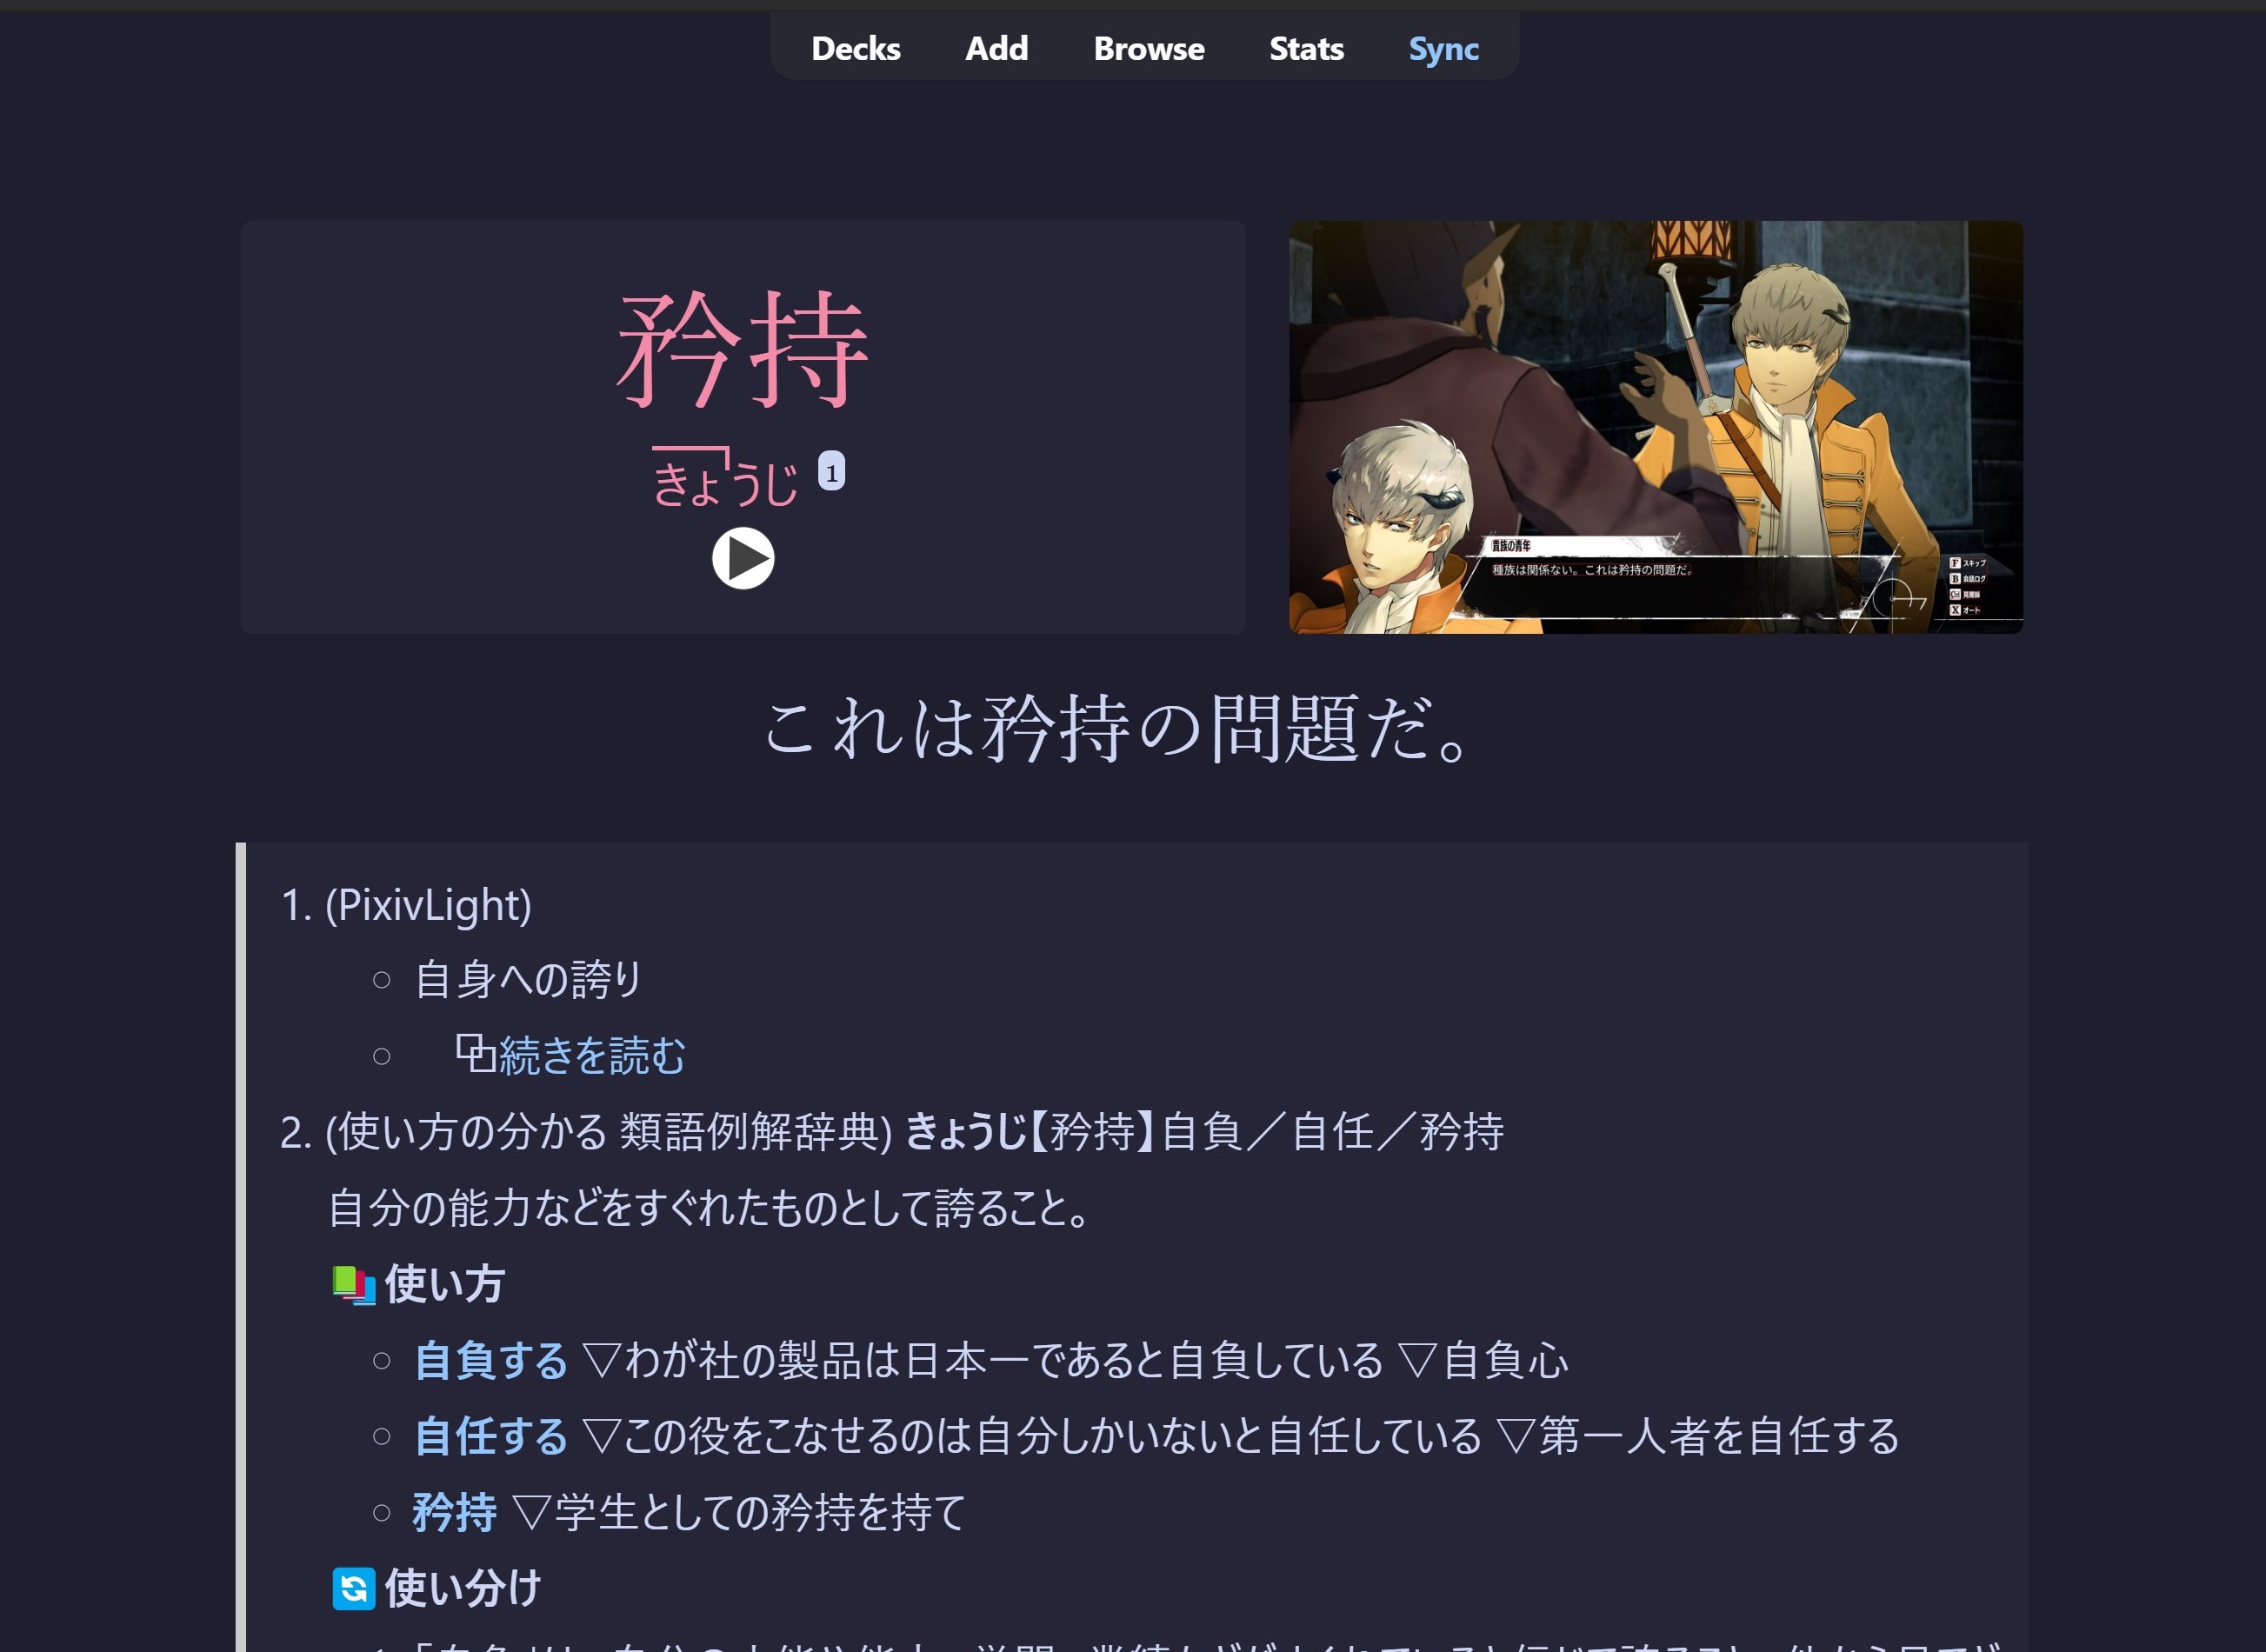 Decks Add Browse Stats Sync
矜持
きょうじ 1
貴族の青年
種族は関係ない。これは矜持の問題だ。
F スキップ
B 会話ログ
Ctrl 見聞録
X オート
これは矜持の問題だ。
1. (PixivLight)
自身への誇り
続きを読む
2. (使い方の分かる 類語例解辞典) きょうじ【矜持】自負／自任／矜持
自分の能力などをすぐれたものとして誇ること。
📚 使い方
自負する ▽わが社の製品は日本一であると自負している ▽自負心
自任する ▽この役をこなせるのは自分しかいないと自任している ▽第一人者を自任する
矜持 ▽学生としての矜持を持て
🔄 使い分け